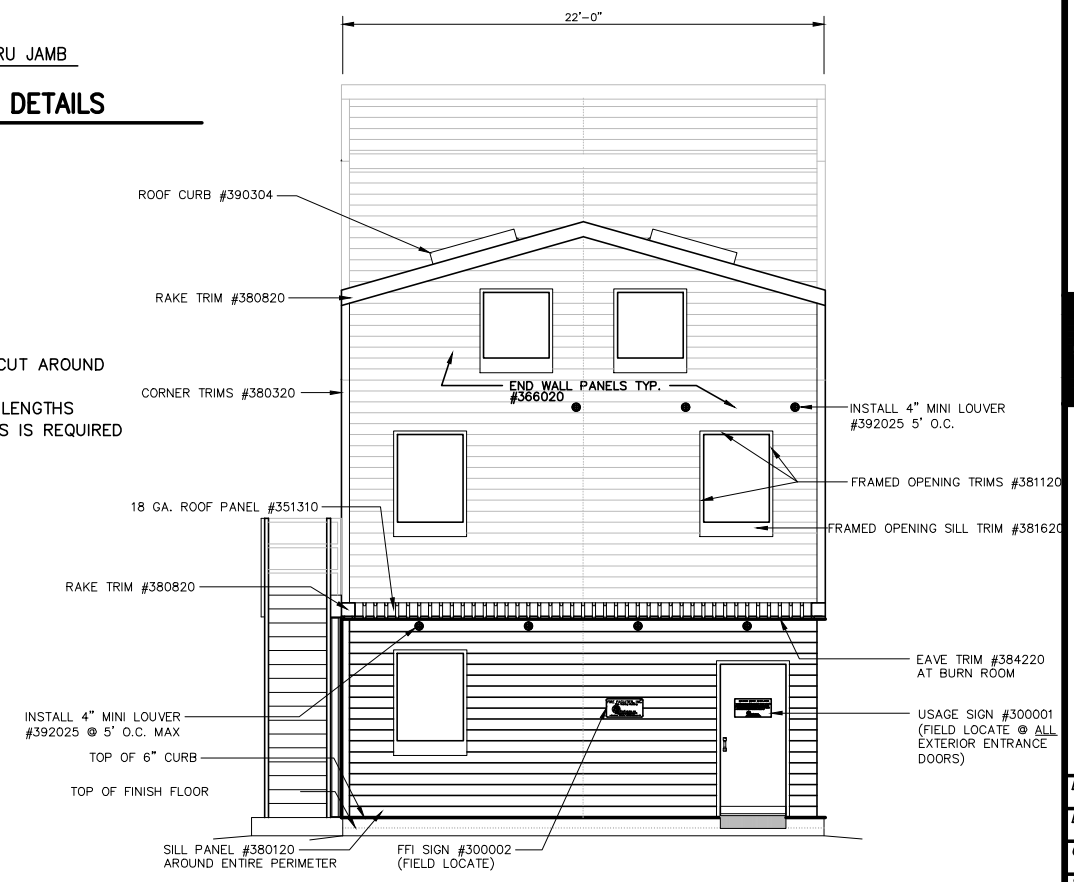 22'-0"
RU JAMB
DETAILS
ROOF CURB #390304
RAKE TRIM #380820
CUT AROUND
CORNER TRIMS #380320
END WALL PANELS TYP.
#366020
LENGTHS
S IS REQUIRED
INSTALL 4" MINI LOUVER
#392025 5' O.C.
FRAMED OPENING TRIMS #381120
18 GA. ROOF PANEL #351310
FRAMED OPENING SILL TRIM #381620
RAKE TRIM #380820
EAVE TRIM #384220
AT BURN ROOM
INSTALL 4" MINI LOUVER
#392025 @ 5' O.C. MAX
USAGE SIGN #300001
(FIELD LOCATE @ ALL
EXTERIOR ENTRANCE
DOORS)
TOP OF 6" CURB
TOP OF FINISH FLOOR
SILL PANEL #380120
AROUND ENTIRE PERIMETER
FFI SIGN #300002
(FIELD LOCATE)